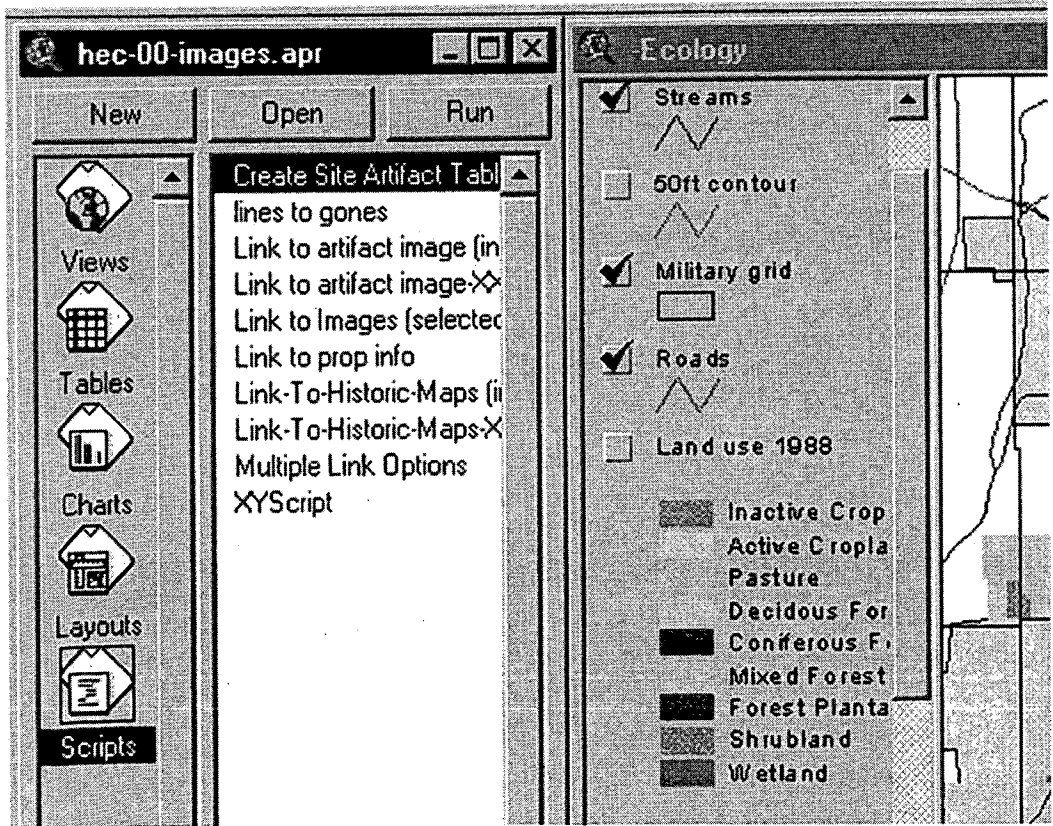 hec-00-images.apr
New
Open
Run
Views
Tables
Charts
Layouts
Scripts
Create Site Artifact Tabl
lines to gones
Link to artifact image (in
Link to artifact image-XX
Link to Images (selected
Link to prop info
Link-To-Historic-Maps (i
Link-To-Historic-Maps-X
Multiple Link Options
XYScript
Ecology
Streams
50ft contour
Military grid
Roads
Land use 1988
Inactive Crop
Active Cropla
Pasture
Decidous For
Coniferous F
Mixed Forest
Forest Planta
Shrubland
Wetland